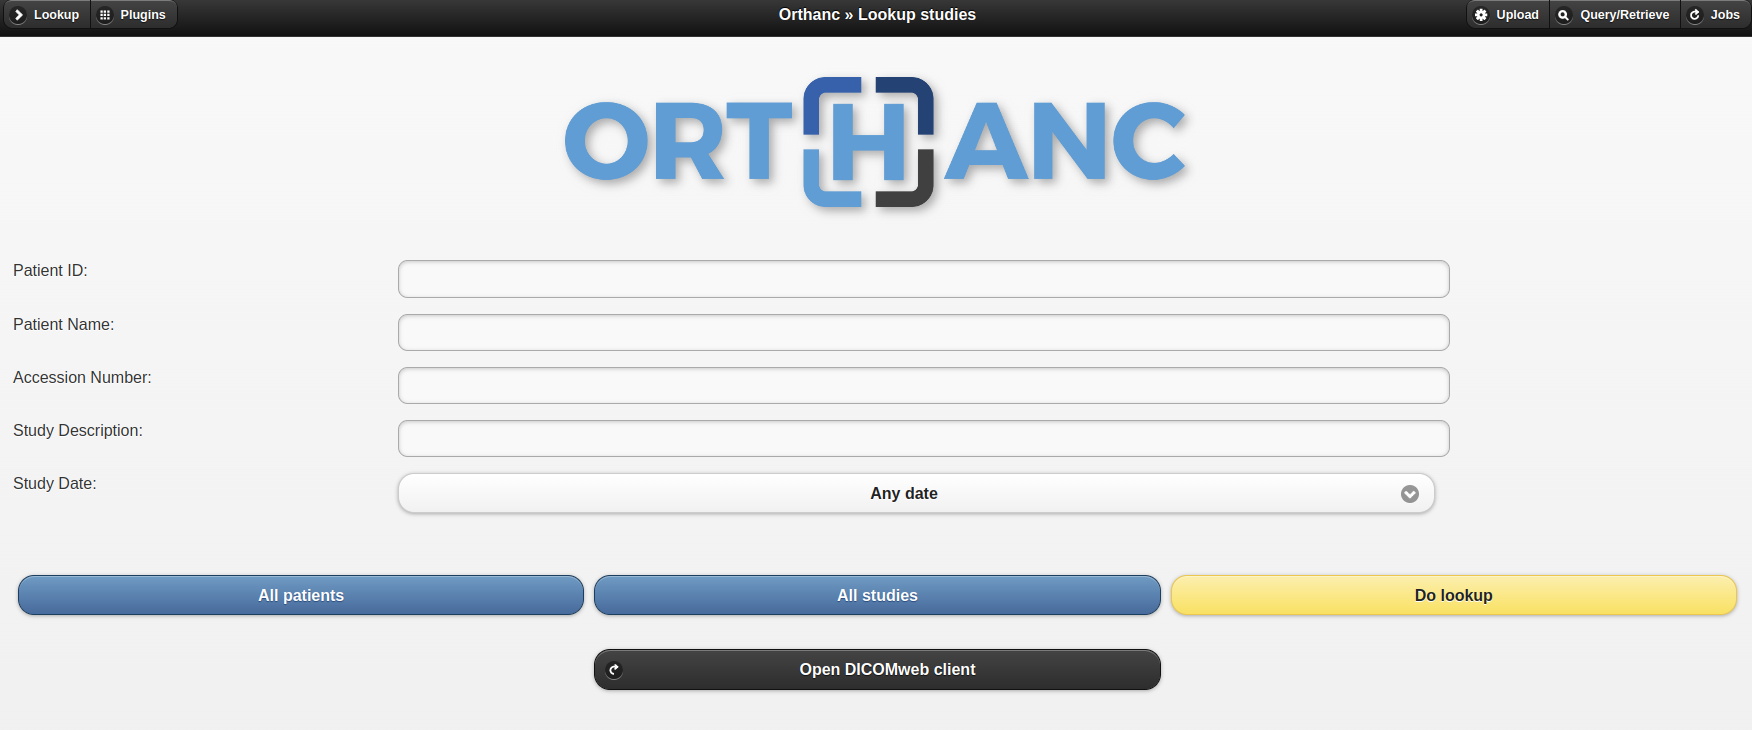 Lookup Plugins Orthanc » Lookup studies Upload Query/Retrieve Jobs
ORTHANC
Patient ID:
Patient Name:
Accession Number:
Study Description:
Study Date: Any date
All patients All studies Do lookup
Open DICOMweb client